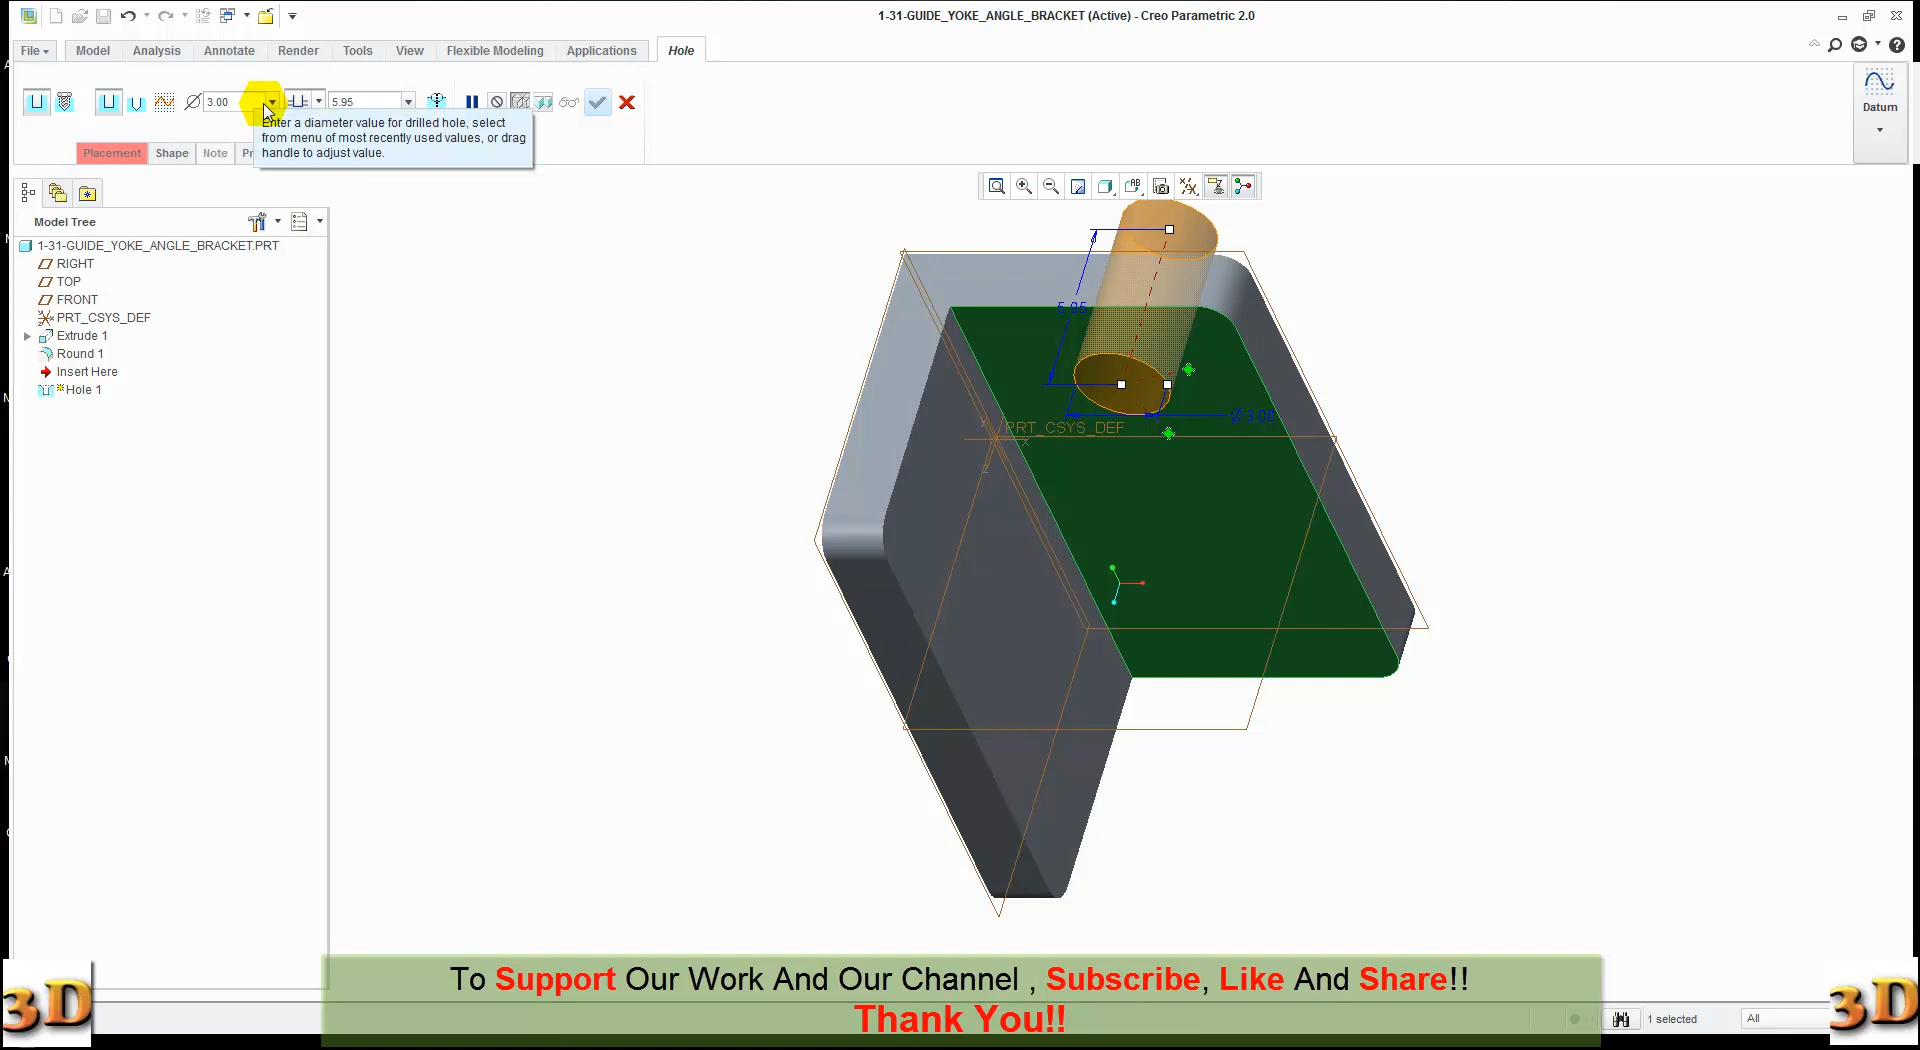 1-31-GUIDE_YOKE_ANGLE_BRACKET (Active) - Creo Parametric 2.0
File Model Analysis Annotate Render Tools View Flexible Modeling Applications Hole
3.00 5.95
Datum
Enter a diameter value for drilled hole, select
from menu of most recently used values, or drag
handle to adjust value.
Placement Shape Note Pr
Model Tree
1-31-GUIDE_YOKE_ANGLE_BRACKET.PRT
RIGHT
TOP
FRONT
PRT_CSYS_DEF
Extrude 1
Round 1
Insert Here
Hole 1
5.95
Ø 3.00
PRT_CSYS_DEF
y
x
z
To Support Our Work And Our Channel , Subscribe, Like And Share!!
Thank You!!
3D
3D
1 selected
All